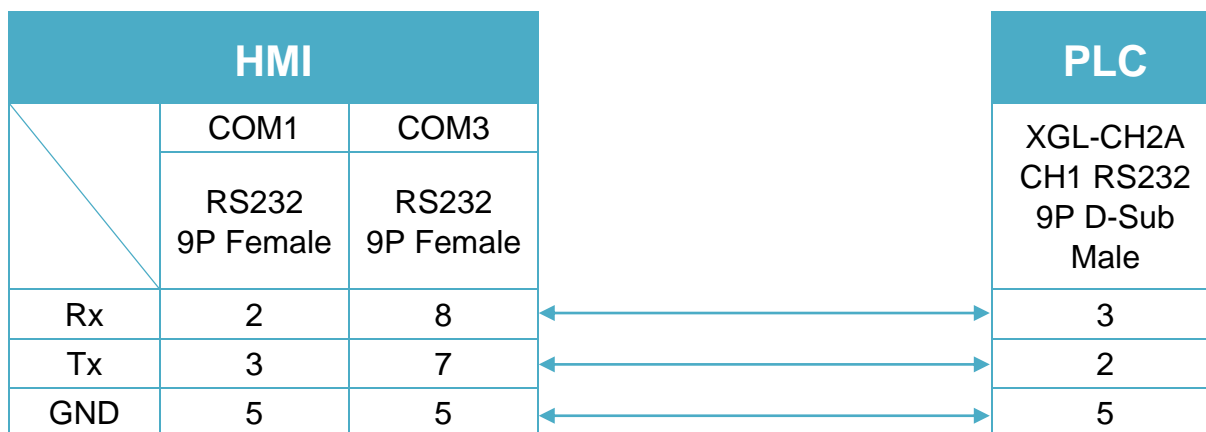 HMI
PLC
COM1 COM3
RS232
9P Female
RS232
9P Female
XGL-CH2A
CH1 RS232
9P D-Sub
Male
Rx 2 8 3
Tx 3 7 2
GND 5 5 5